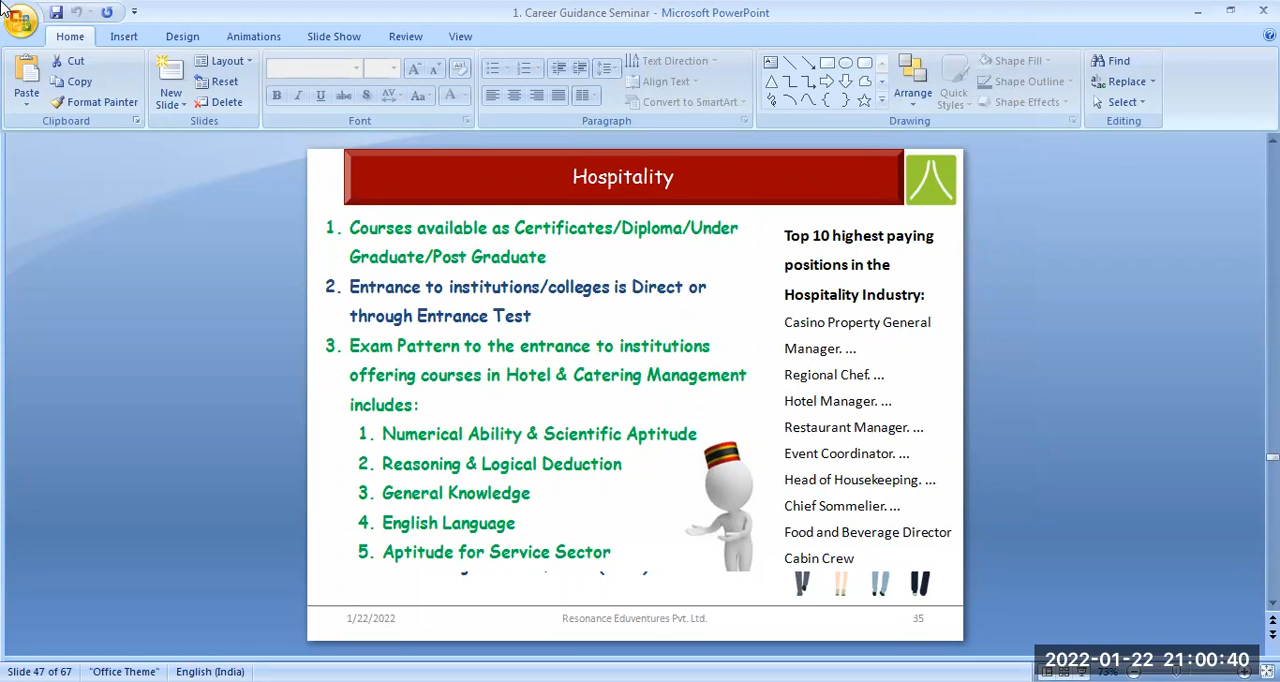 1. Career Guidance Seminar - Microsoft PowerPoint
Home Insert Design Animations Slide Show Review View
Cut Layout Text Direction Shape Fill Find
Copy Reset Align Text Shape Outline Replace
Paste Format Painter New Slide Delete B I U abc S AV Aa A Convert to SmartArt Arrange Quick Styles Shape Effects Select
Clipboard Slides Font Paragraph Drawing Editing
Hospitality
1. Courses available as Certificates/Diploma/Under
Graduate/Post Graduate
2. Entrance to institutions/colleges is Direct or
through Entrance Test
3. Exam Pattern to the entrance to institutions
offering courses in Hotel & Catering Management
includes:
1. Numerical Ability & Scientific Aptitude
2. Reasoning & Logical Deduction
3. General Knowledge
4. English Language
5. Aptitude for Service Sector
Top 10 highest paying
positions in the
Hospitality Industry:
Casino Property General
Manager. ...
Regional Chef. ...
Hotel Manager. ...
Restaurant Manager. ...
Event Coordinator. ...
Head of Housekeeping. ...
Chief Sommelier. ...
Food and Beverage Director
Cabin Crew
1/22/2022 Resonance Eduventures Pvt. Ltd. 35
Slide 47 of 67 "Office Theme" English (India) 73%
2022-01-22 21:00:40